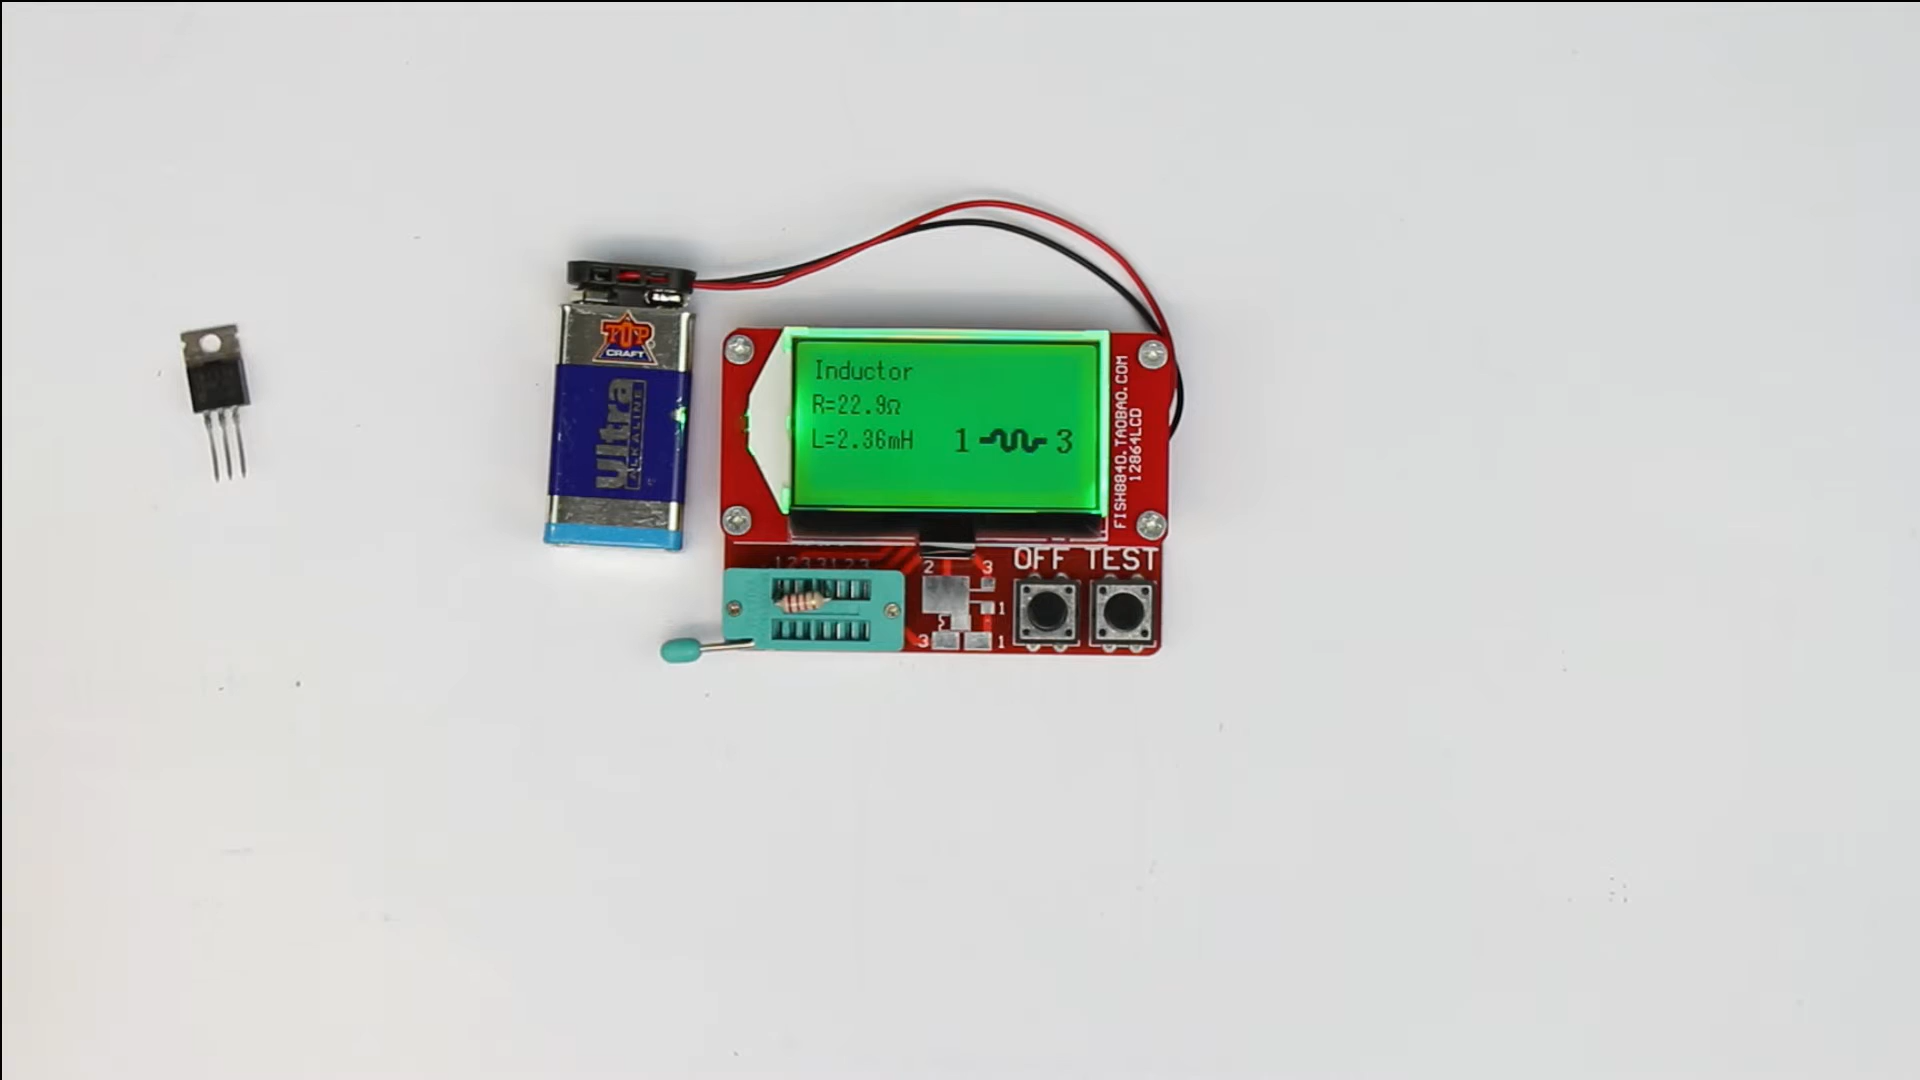 TOP
CRAFT
Ultra
ALKALINE
Inductor
R=22.9Ω
L=2.36mH
1 3
FISH8840.TAOBAO.COM
12864LCD
OFF TEST
12333123
2 3
1
3 1